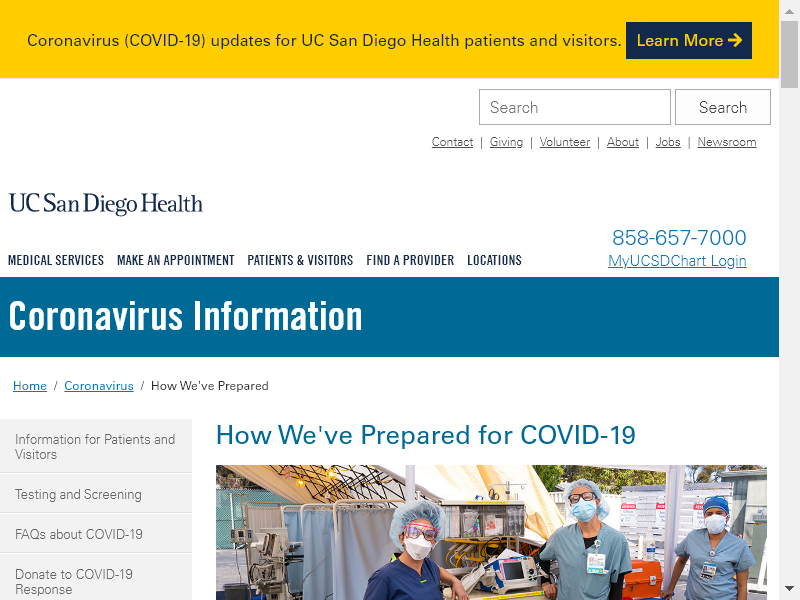 Coronavirus (COVID-19) updates for UC San Diego Health patients and visitors. Learn More →
Search Search
Contact | Giving | Volunteer | About | Jobs | Newsroom
UC San Diego Health
858-657-7000
MEDICAL SERVICES MAKE AN APPOINTMENT PATIENTS & VISITORS FIND A PROVIDER LOCATIONS
MyUCSDChart Login
Coronavirus Information
Home / Coronavirus / How We've Prepared
How We've Prepared for COVID-19
Information for Patients and
Visitors
Testing and Screening
FAQs about COVID-19
Donate to COVID-19
Response